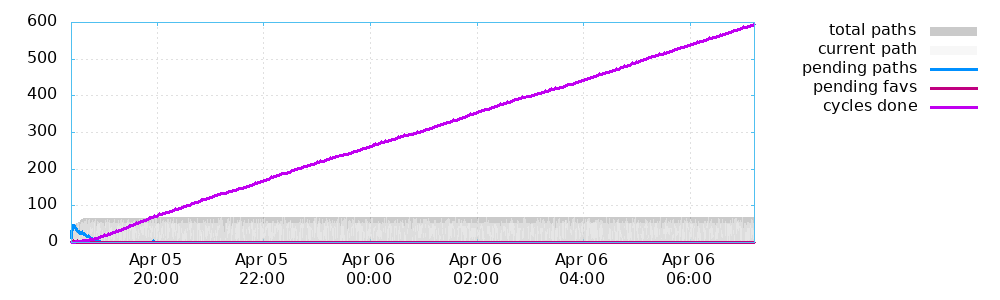 600
500
400
300
200
100
0
Apr 05 Apr 05 Apr 06 Apr 06 Apr 06 Apr 06
20:00 22:00 00:00 02:00 04:00 06:00
total paths
current path
pending paths
pending favs
cycles done